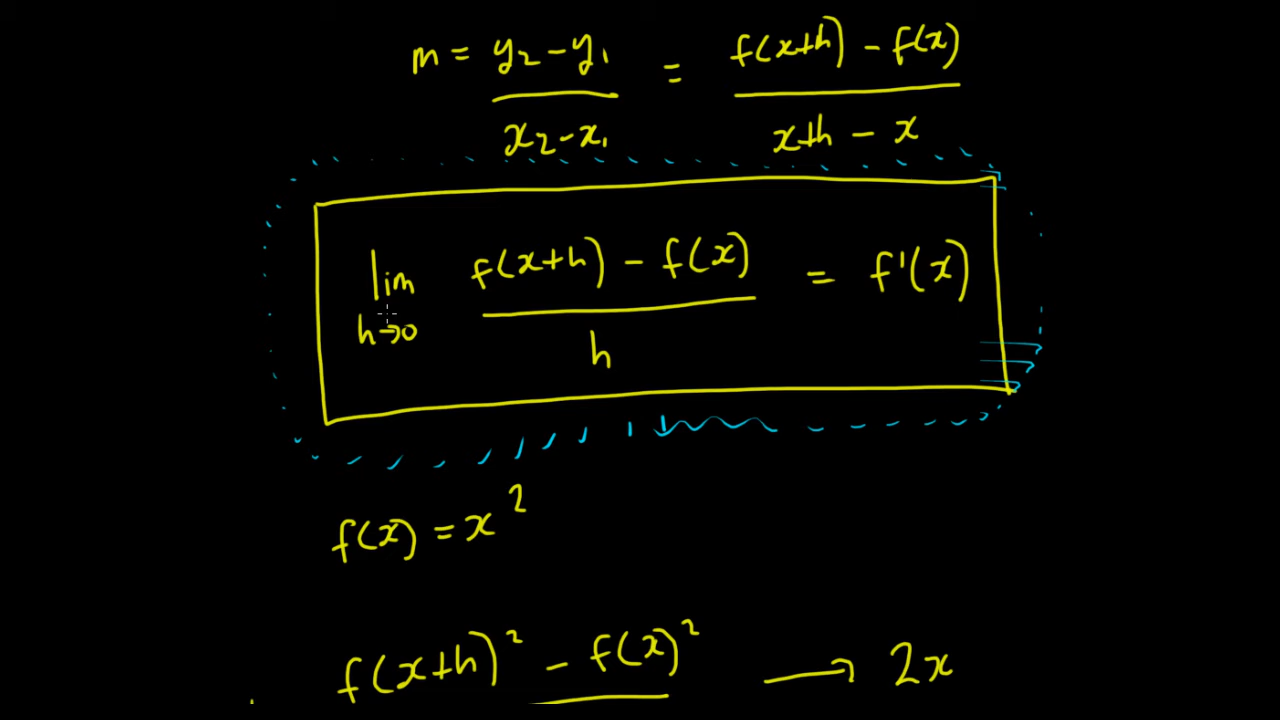 m = y₂-y₁ / x₂-x₁ = f(x+h) - f(x) / x+h - x
lim h→0 f(x+h) - f(x) / h = f'(x)
f(x) = x²
f(x+h)² - f(x)² → 2x